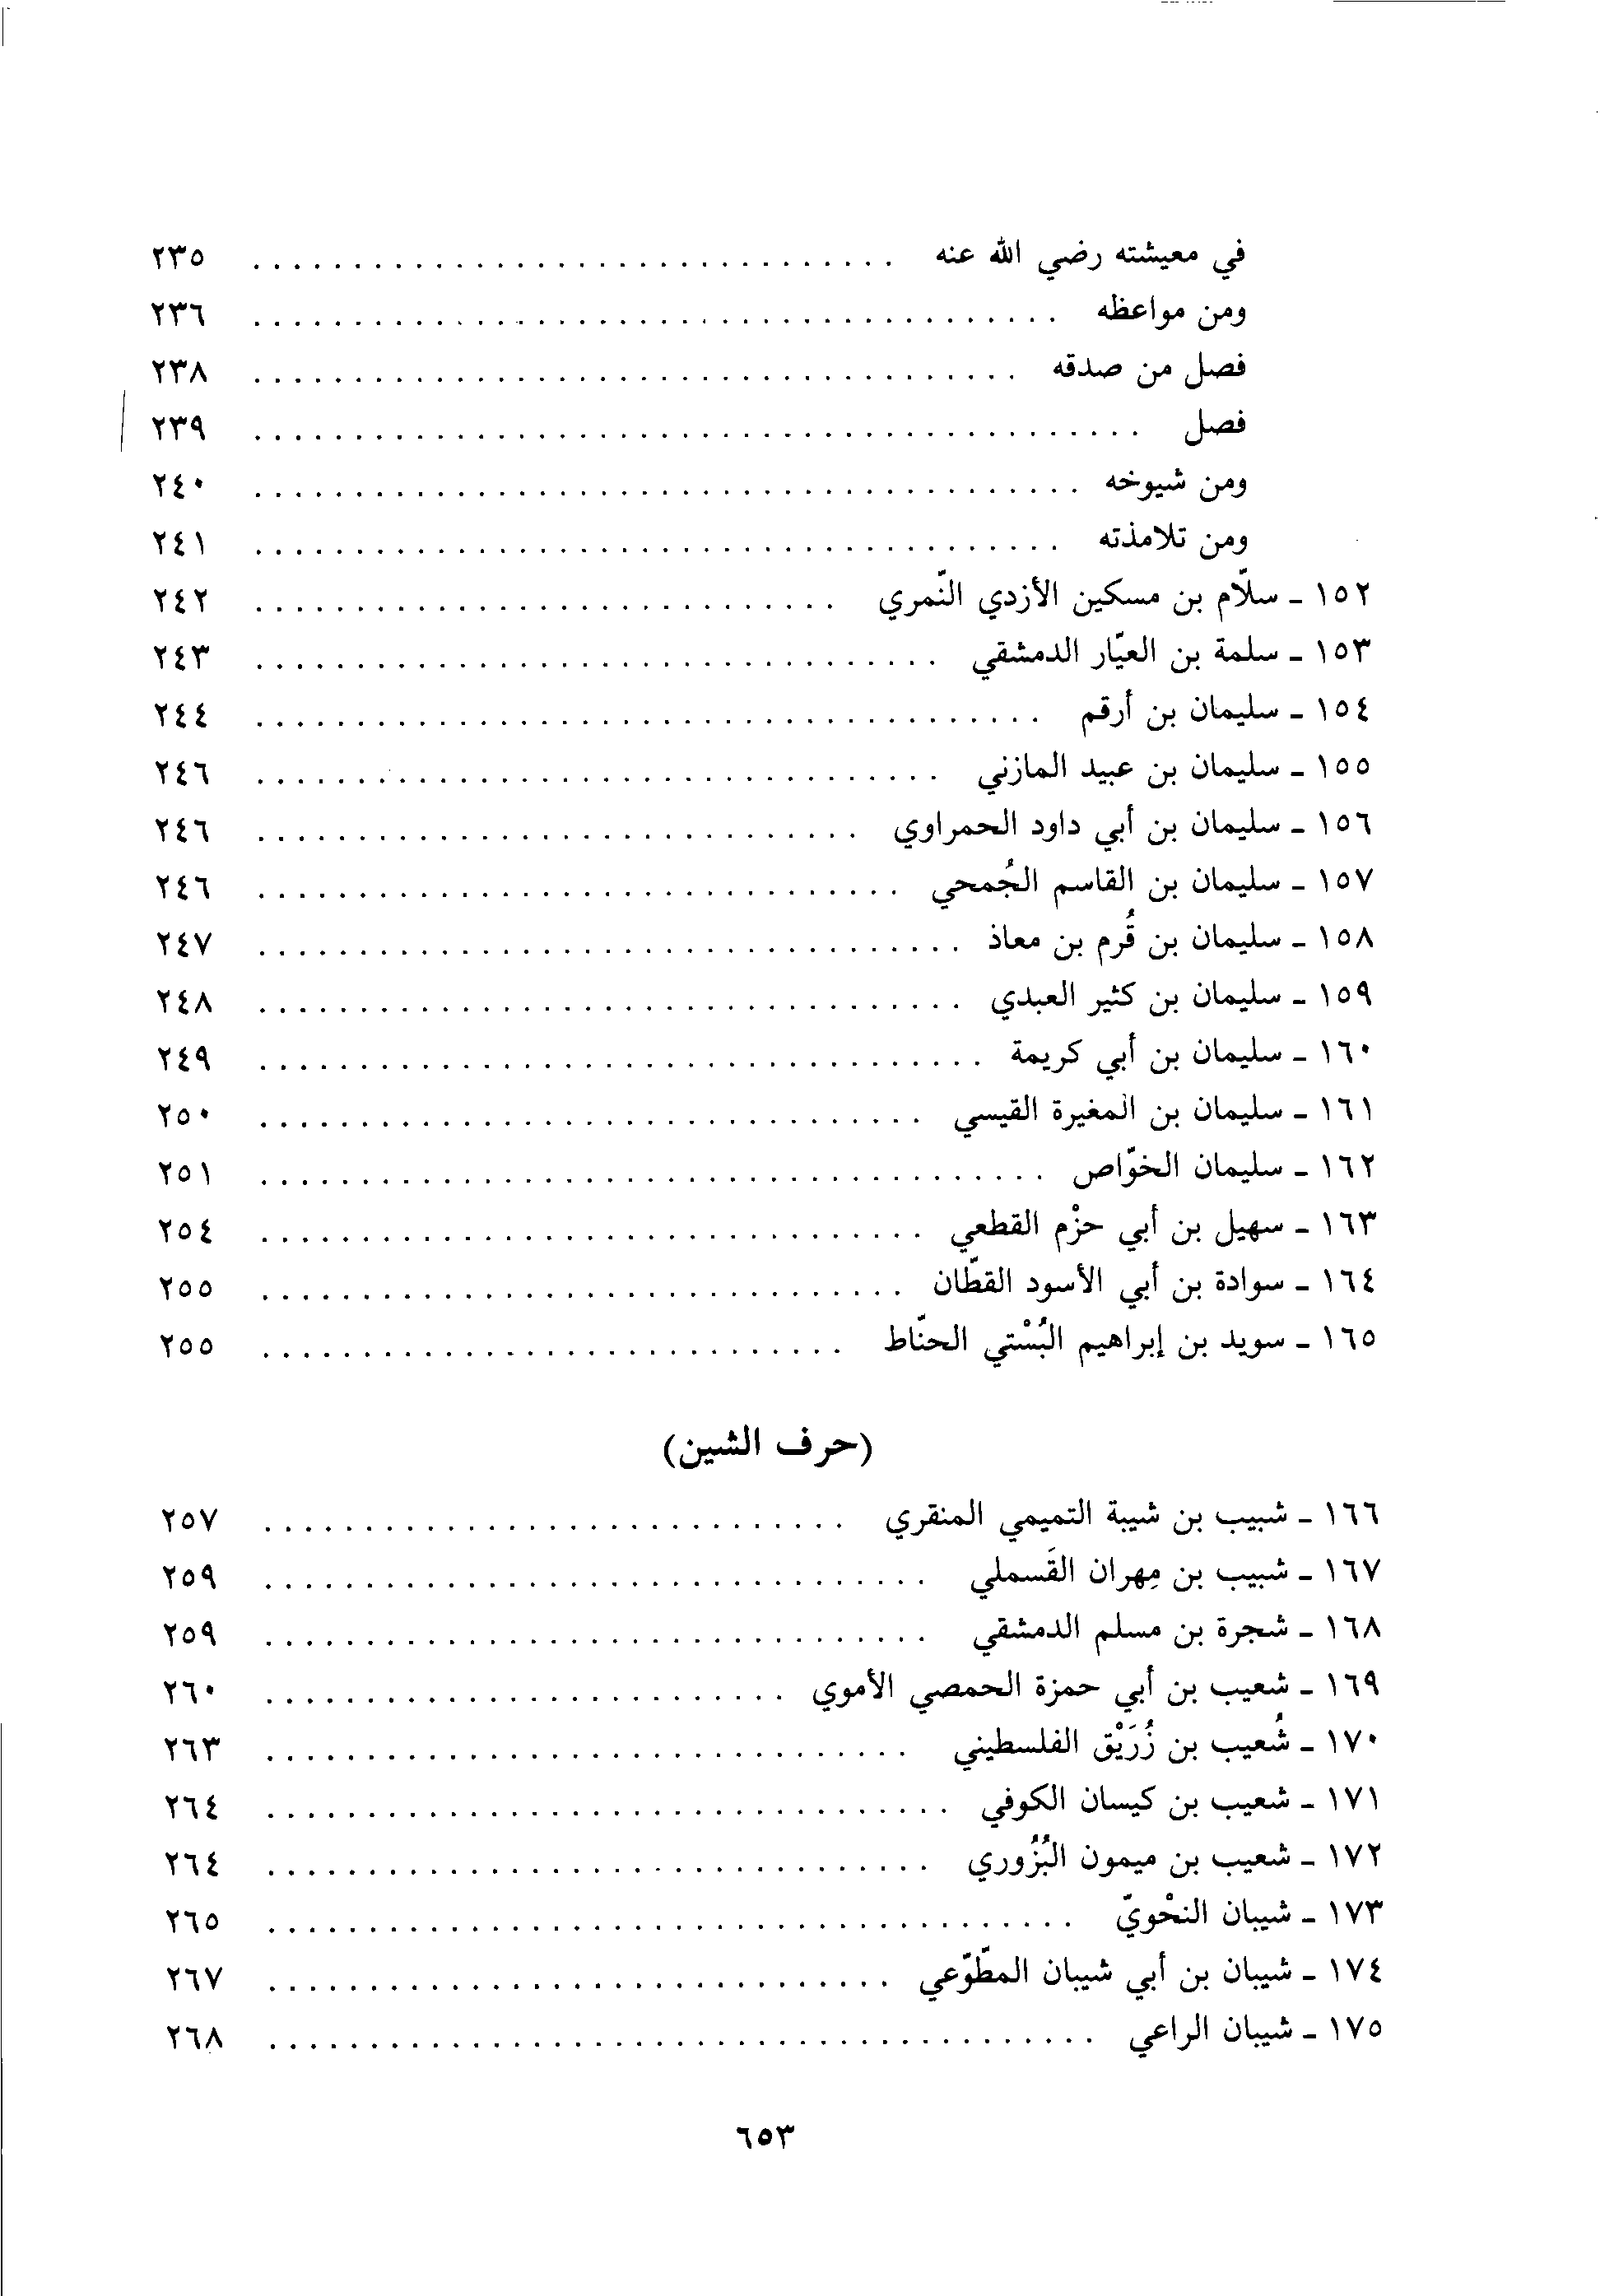 في معيشته رضي الله عنه . . . . . . . . . . . . . . . . . . . . . . . . . . . . . . . . ٢٣٥
ومن مواعظه . . . . . . . . . . . . . . . . . . . . . . . . . . . . . . . . . . . . . . . . ٢٣٦
فصل من صدقه . . . . . . . . . . . . . . . . . . . . . . . . . . . . . . . . . . . . . . ٢٣٨
فصل . . . . . . . . . . . . . . . . . . . . . . . . . . . . . . . . . . . . . . . . . . . . ٢٣٩
ومن شيوخه . . . . . . . . . . . . . . . . . . . . . . . . . . . . . . . . . . . . . . . . . ٢٤٠
ومن تلامذته . . . . . . . . . . . . . . . . . . . . . . . . . . . . . . . . . . . . . . . . ٢٤١
١٥٢ ـ سلّام بن مسكين الأزدي النّمري . . . . . . . . . . . . . . . . . . . . . . . . . . . . . ٢٤٢
١٥٣ ـ سلمة بن العيّار الدمشقي . . . . . . . . . . . . . . . . . . . . . . . . . . . . . . . . . . ٢٤٣
١٥٤ ـ سليمان بن أرقم . . . . . . . . . . . . . . . . . . . . . . . . . . . . . . . . . . . . . . . ٢٤٤
١٥٥ ـ سليمان بن عبيد المازني . . . . . . . . . . . . . . . . . . . . . . . . . . . . . . . . . . ٢٤٦
١٥٦ ـ سليمان بن أبي داود الحمراوي . . . . . . . . . . . . . . . . . . . . . . . . . . . . . . ٢٤٦
١٥٧ ـ سليمان بن القاسم الجُمحي . . . . . . . . . . . . . . . . . . . . . . . . . . . . . . . . ٢٤٦
١٥٨ ـ سليمان بن قُرم بن معاذ . . . . . . . . . . . . . . . . . . . . . . . . . . . . . . . . . . . ٢٤٧
١٥٩ ـ سليمان بن كثير العبدي . . . . . . . . . . . . . . . . . . . . . . . . . . . . . . . . . . . ٢٤٨
١٦٠ ـ سليمان بن أبي كريمة . . . . . . . . . . . . . . . . . . . . . . . . . . . . . . . . . . . . ٢٤٩
١٦١ ـ سليمان بن المغيرة القيسي . . . . . . . . . . . . . . . . . . . . . . . . . . . . . . . . . ٢٥٠
١٦٢ ـ سليمان الخوّاص . . . . . . . . . . . . . . . . . . . . . . . . . . . . . . . . . . . . . . . ٢٥١
١٦٣ ـ سهيل بن أبي حزْم القطعي . . . . . . . . . . . . . . . . . . . . . . . . . . . . . . . . . ٢٥٤
١٦٤ ـ سوادة بن أبي الأسود القطّان . . . . . . . . . . . . . . . . . . . . . . . . . . . . . . . . ٢٥٥
١٦٥ ـ سويد بن إبراهيم البُسْتي الحنّاط . . . . . . . . . . . . . . . . . . . . . . . . . . . . . ٢٥٥
(حرف الشين)
١٦٦ ـ شبيب بن شيبة التميمي المنقري . . . . . . . . . . . . . . . . . . . . . . . . . . . . . ٢٥٧
١٦٧ ـ شبيب بن مِهران القَسملي . . . . . . . . . . . . . . . . . . . . . . . . . . . . . . . . . ٢٥٩
١٦٨ ـ شجرة بن مسلم الدمشقي . . . . . . . . . . . . . . . . . . . . . . . . . . . . . . . . . ٢٥٩
١٦٩ ـ شعيب بن أبي حمزة الحمصي الأموي . . . . . . . . . . . . . . . . . . . . . . . . . . ٢٦٠
١٧٠ ـ شُعيب بن زُرَيْق الفلسطيني . . . . . . . . . . . . . . . . . . . . . . . . . . . . . . . . ٢٦٣
١٧١ ـ شعيب بن كيسان الكوفي . . . . . . . . . . . . . . . . . . . . . . . . . . . . . . . . . . ٢٦٤
١٧٢ ـ شعيب بن ميمون البُزُوري . . . . . . . . . . . . . . . . . . . . . . . . . . . . . . . . . ٢٦٤
١٧٣ ـ شيبان النحْويّ . . . . . . . . . . . . . . . . . . . . . . . . . . . . . . . . . . . . . . . . ٢٦٥
١٧٤ ـ شيبان بن أبي شيبان المطّوّعي . . . . . . . . . . . . . . . . . . . . . . . . . . . . . . . ٢٦٧
١٧٥ ـ شيبان الراعي . . . . . . . . . . . . . . . . . . . . . . . . . . . . . . . . . . . . . . . . . ٢٦٨
٦٥٣